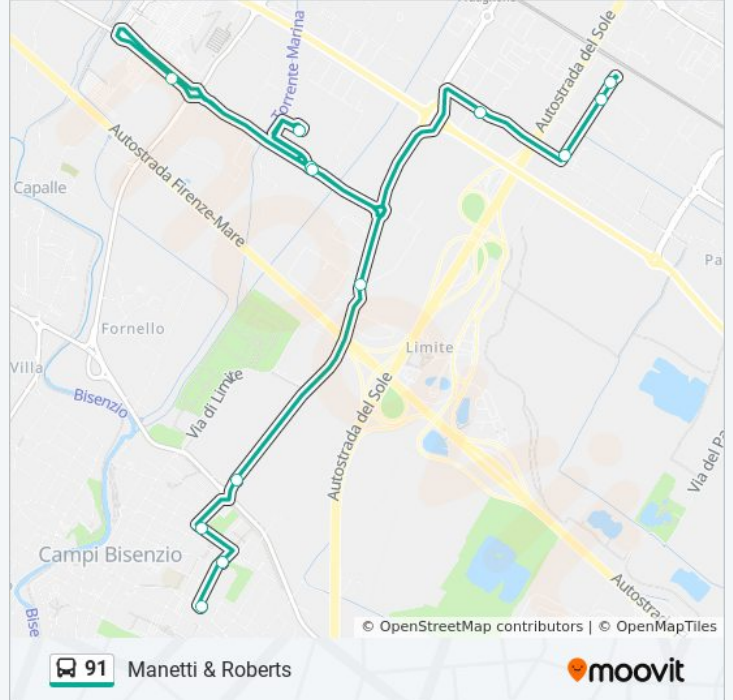 Torrente Marina
Autostrada del Sole
Autostrada Firenze-Mare
Capalle
Pa
Fornello
Limite
Villa
Via di Limite
Bisenzio
Autostrada del Sole
Via del Pa
Campi Bisenzio
Autostra
Bise
© OpenStreetMap contributors | © OpenMapTiles
91 Manetti & Roberts
moovit